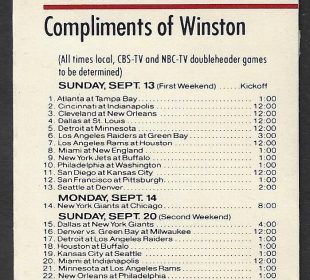 Compliments of Winston
(All times local, CBS-TV and NBC-TV doubleheader games
to be determined)
SUNDAY, SEPT. 13 (First Weekend) ......Kickoff
1. Atlanta at Tampa Bay 1:00
2. Cincinnati at Indianapolis 12:00
3. Cleveland at New Orleans 12:00
4. Dallas at St. Louis 12:00
5. Detroit at Minnesota 12:00
6. Los Angeles Raiders at Green Bay 3:00
7. Los Angeles Rams at Houston 12:00
8. Miami at New England 1:00
9. New York Jets at Buffalo 1:00
10. Philadelphia at Washington 1:00
11. San Diego at Kansas City 12:00
12. San Francisco at Pittsburgh 1:00
13. Seattle at Denver 2:00
MONDAY, SEPT. 14
14. New York Giants at Chicago 8:00
SUNDAY, SEPT. 20 (Second Weekend)
15. Dallas at New York Giants 4:00
16. Denver vs. Green Bay at Milwaukee 12:00
17. Detroit at Los Angeles Raiders 1:00
18. Houston at Buffalo 1:00
19. Kansas City at Seattle 1:00
20. Miami at Indianapolis 12:00
21. Minnesota at Los Angeles Rams 1:00
22. New Orleans at Philadelphia 1:00